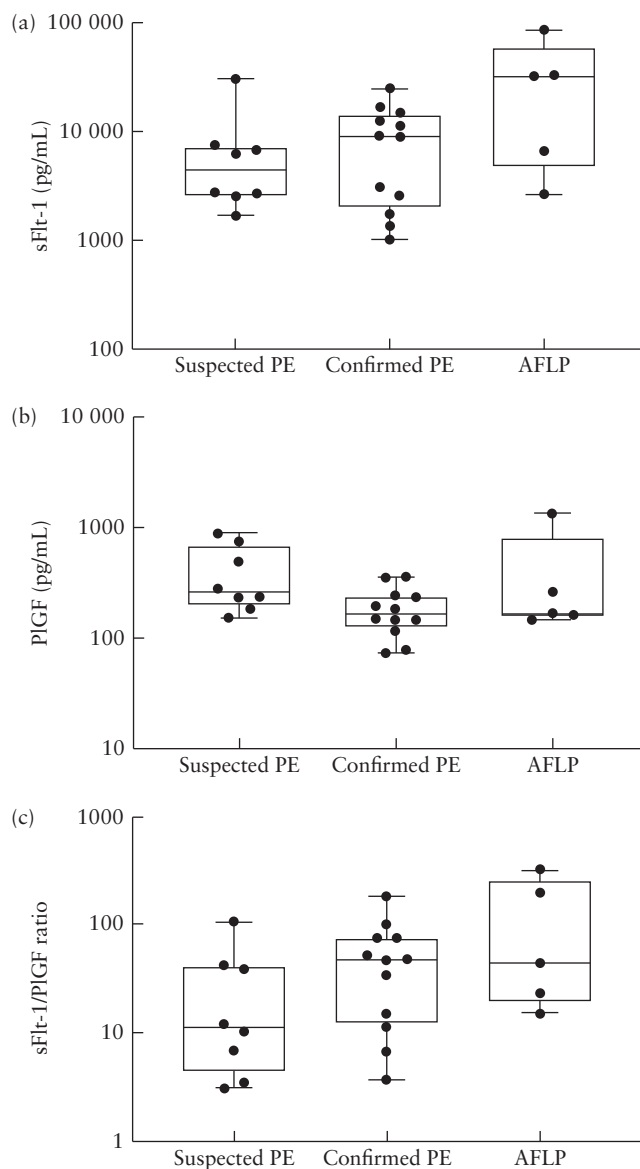 (a)
100 000
10 000
1000
100
sFlt-1 (pg/mL)
Suspected PE Confirmed PE AFLP
(b)
10 000
1000
100
10
PlGF (pg/mL)
Suspected PE Confirmed PE AFLP
(c)
1000
100
10
1
sFlt-1/PlGF ratio
Suspected PE Confirmed PE AFLP